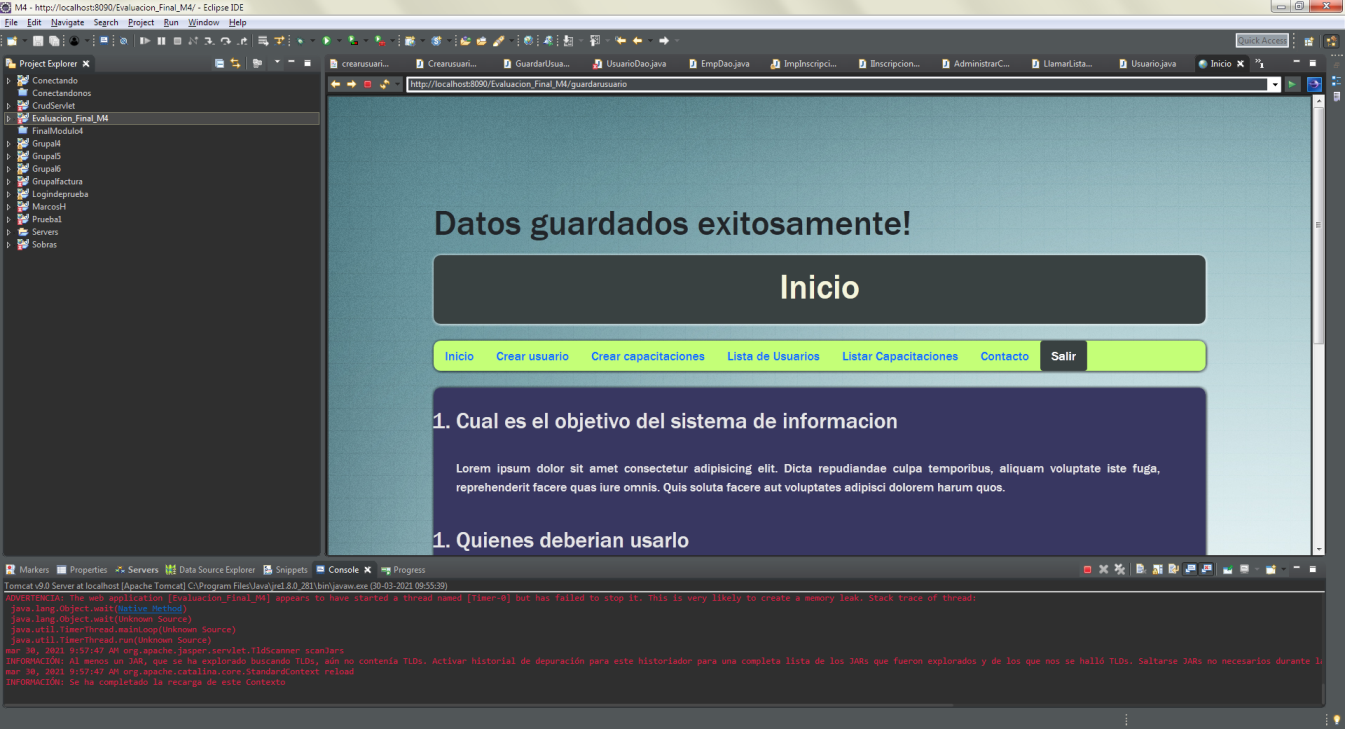 M4 - http://localhost:8090/Evaluacion_Final_M4/ - Eclipse IDE
File Edit Navigate Search Project Run Window Help
Quick Access
Project Explorer
crearusuari... Crearusuari... GuardarUsua... UsuarioDao.java EmpDao.java ImpInscripci... IInscripcion... AdministrarC... LlamarLista... Usuario.java Inicio
http://localhost:8090/Evaluacion_Final_M4/guardarusuario
Conectando
Conectandonos
CrudServlet
Evaluacion_Final_M4
FinalModulo4
Grupal4
Grupal5
Grupal6
Grupalfactura
Logindeprueba
MarcosH
Prueba1
Servers
Sobras
Datos guardados exitosamente!
Inicio
Inicio Crear usuario Crear capacitaciones Lista de Usuarios Listar Capacitaciones Contacto Salir
1. Cual es el objetivo del sistema de informacion
Lorem ipsum dolor sit amet consectetur adipisicing elit. Dicta repudiandae culpa temporibus, aliquam voluptate iste fuga,
reprehenderit facere quas iure omnis. Quis soluta facere aut voluptates adipisci dolorem harum quos.
1. Quienes deberian usarlo
Markers Properties Servers Data Source Explorer Snippets Console Progress
Tomcat v9.0 Server at localhost [Apache Tomcat] C:\Program Files\Java\jre1.8.0_281\bin\javaw.exe (30-03-2021 09:55:39)
ADVERTENCIA: The web application [Evaluacion_Final_M4] appears to have started a thread named [Timer-0] but has failed to stop it. This is very likely to create a memory leak. Stack trace of thread:
java.lang.Object.wait(Native Method)
java.lang.Object.wait(Unknown Source)
java.util.TimerThread.mainLoop(Unknown Source)
java.util.TimerThread.run(Unknown Source)
mar 30, 2021 9:57:47 AM org.apache.jasper.servlet.TldScanner scanJars
INFORMACIÓN: Al menos un JAR, que se ha explorado buscando TLDs, aún no contenía TLDs. Activar historial de depuración para este historiador para una completa lista de los JARs que fueron explorados y de los que nos se halló TLDs. Saltarse JARs no necesarios durante la
mar 30, 2021 9:57:47 AM org.apache.catalina.core.StandardContext reload
INFORMACIÓN: Se ha completado la recarga de este Contexto